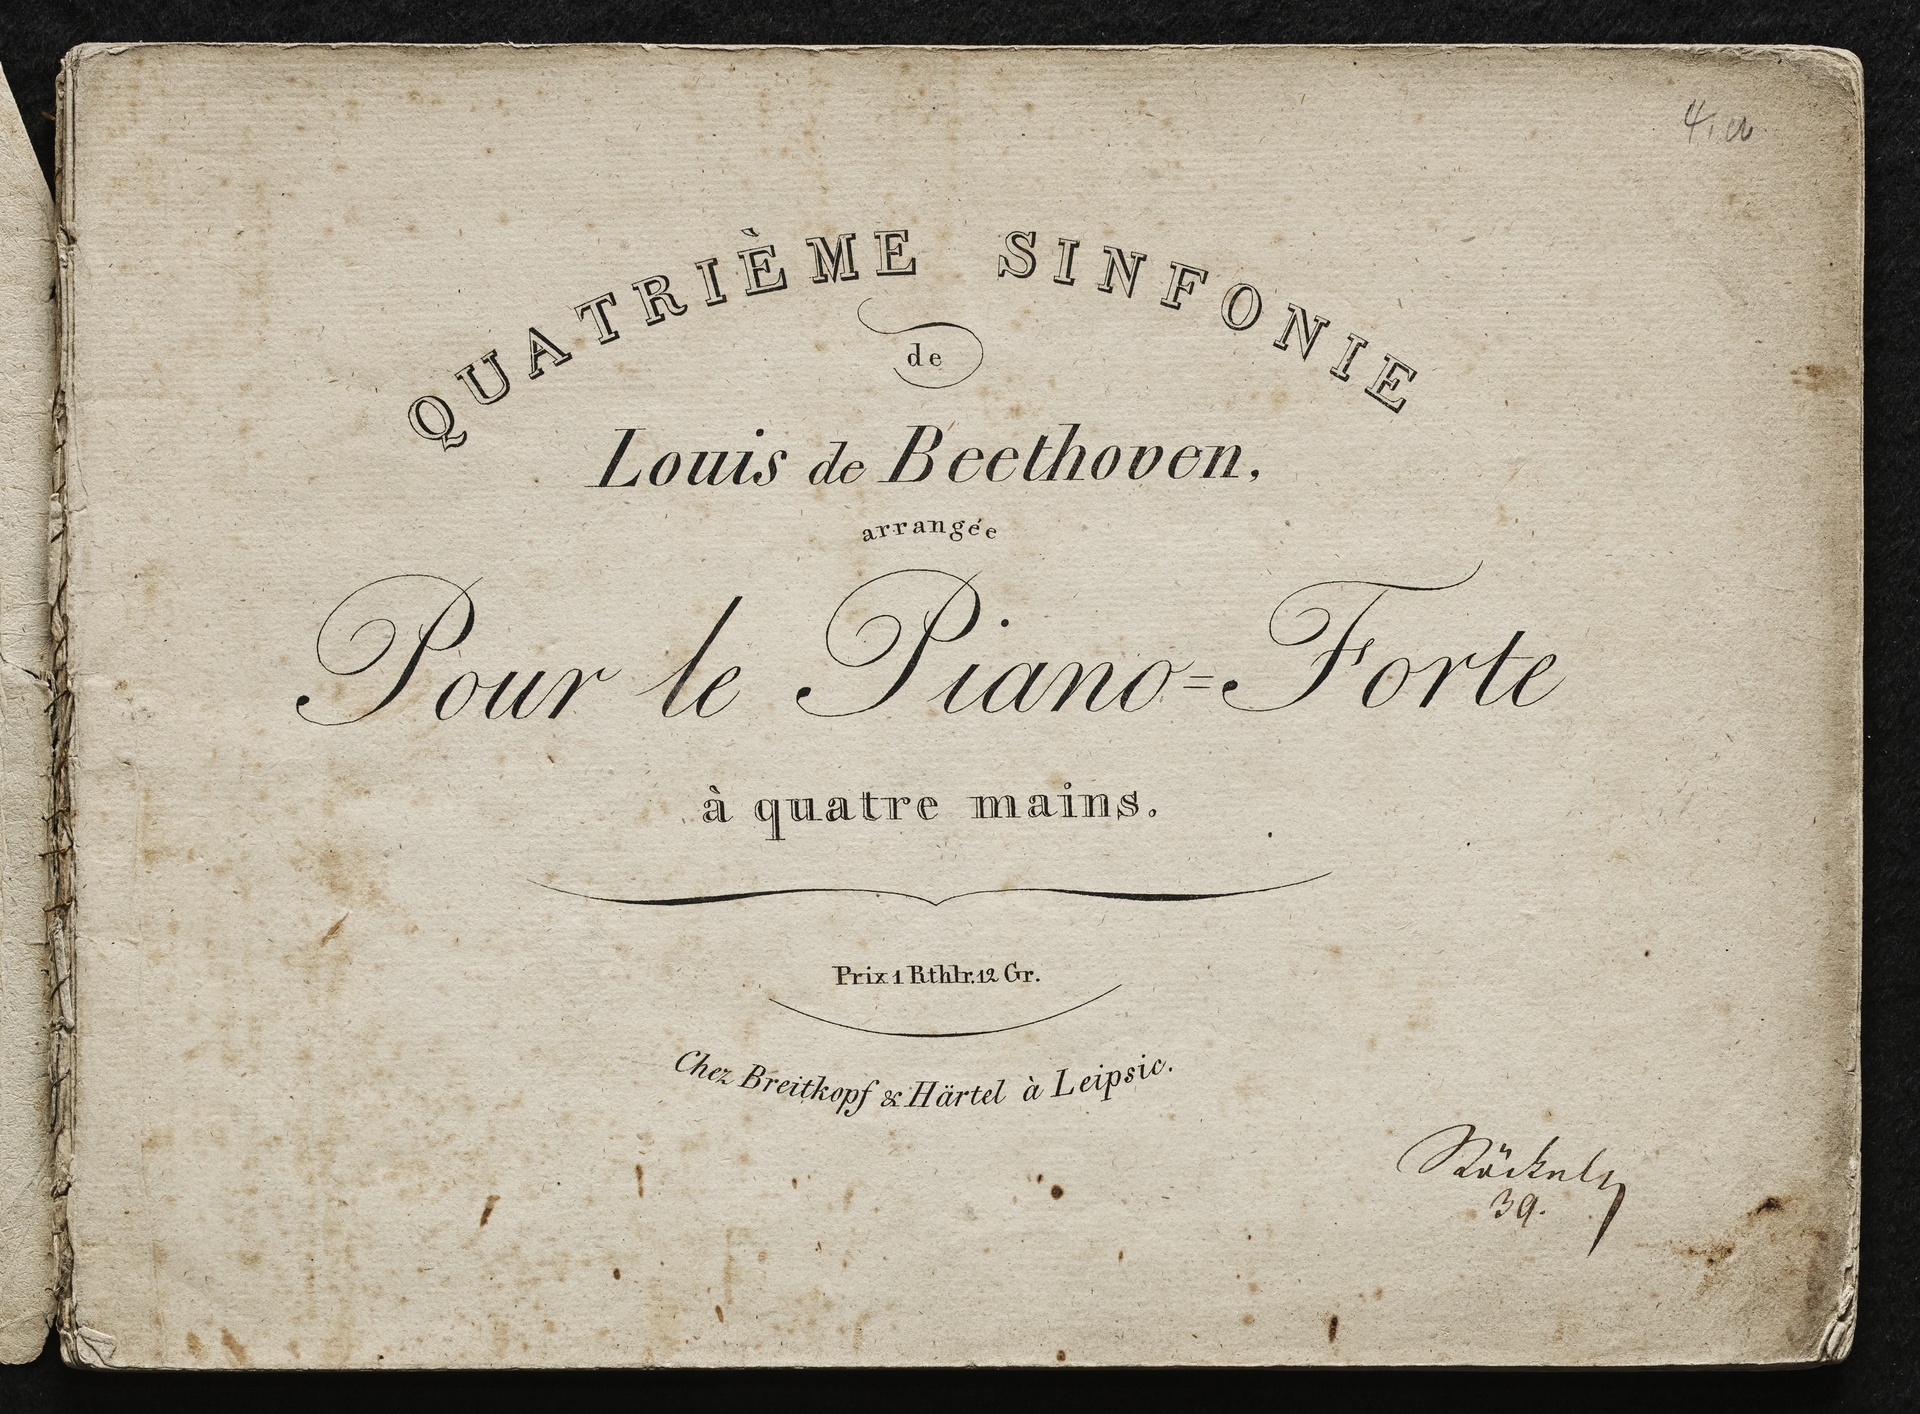 QUATRIÈME SINFONIE
de
Louis de Beethoven,
arrangée
Pour le Piano=Forte
à quatre mains.
Prix 1 Rthlr. 12 Gr.
Chez Breitkopf & Härtel à Leipsic.
39.